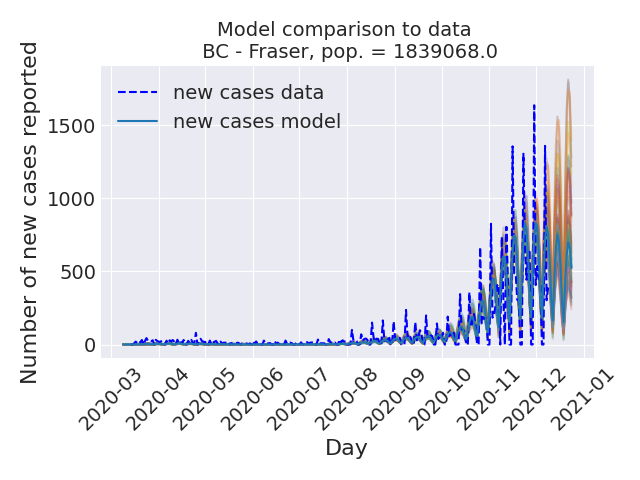 Model comparison to data
BC - Fraser, pop. = 1839068.0
Number of new cases reported
new cases data
new cases model
1500
1000
500
0
2020-03
2020-04
2020-05
2020-06
2020-07
2020-08
2020-09
2020-10
2020-11
2020-12
2021-01
Day